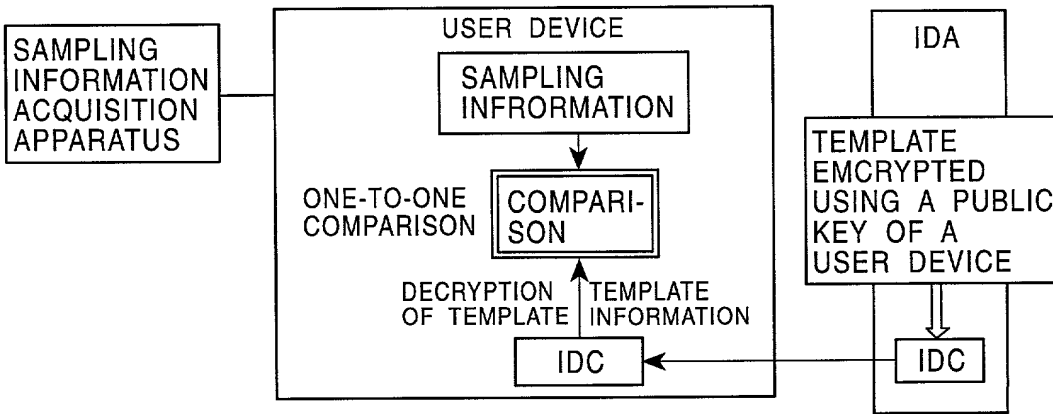 SAMPLING
INFORMATION
ACQUISITION
APPARATUS
USER DEVICE
SAMPLING
INFRORMATION
ONE-TO-ONE
COMPARISON
COMPARI-
SON
DECRYPTION
OF TEMPLATE
TEMPLATE
INFORMATION
IDC
IDA
TEMPLATE
EMCRYPTED
USING A PUBLIC
KEY OF A
USER DEVICE
IDC